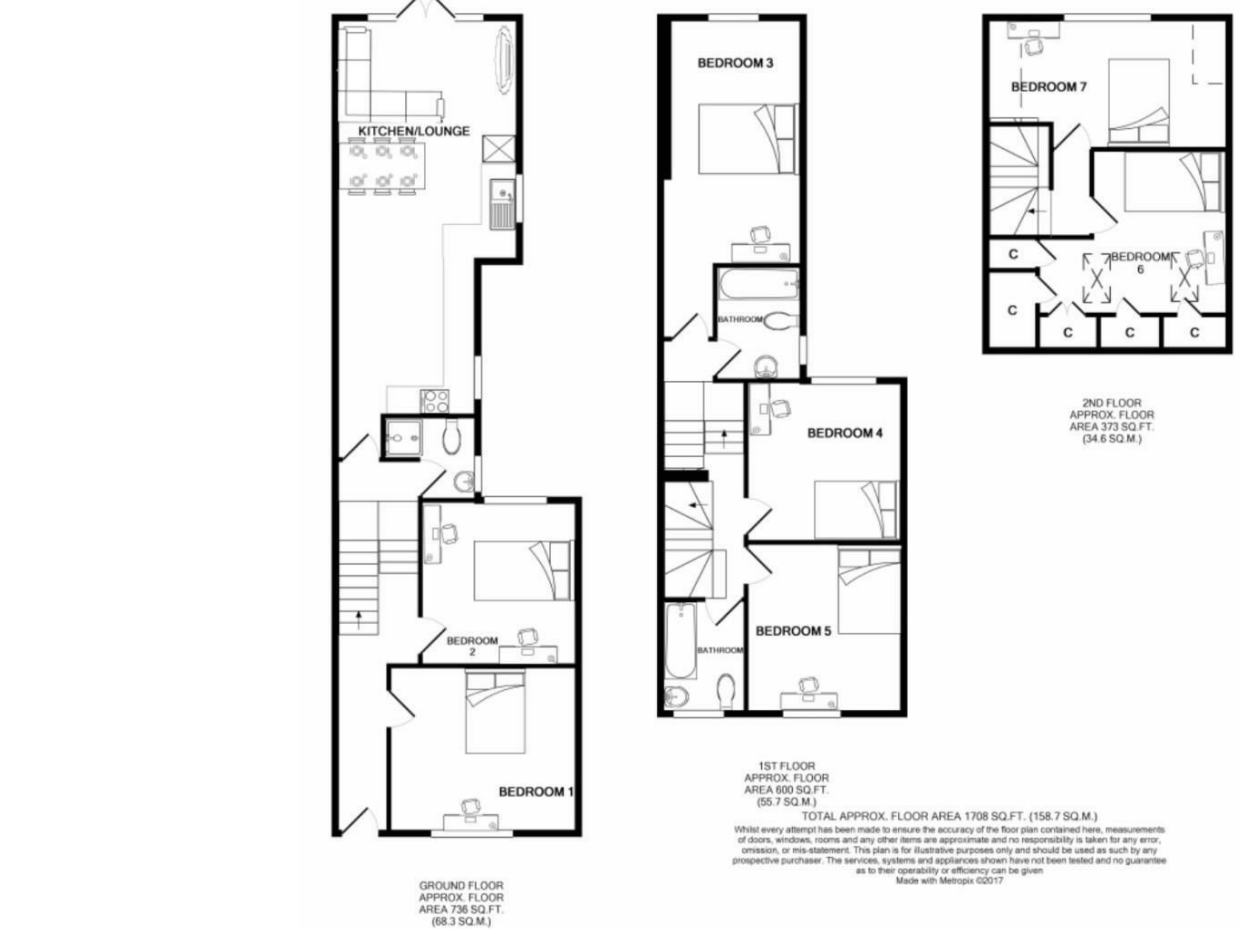 KITCHEN/LOUNGE
BEDROOM
2
BEDROOM 1
GROUND FLOOR
APPROX. FLOOR
AREA 736 SQ.FT.
(68.3 SQ.M.)
BEDROOM 3
BATHROOM
BEDROOM 4
BEDROOM 5
BATHROOM
1ST FLOOR
APPROX. FLOOR
AREA 600 SQ.FT.
(55.7 SQ.M.)
BEDROOM 7
BEDROOM
6
C
C
C
C
C
2ND FLOOR
APPROX. FLOOR
AREA 373 SQ.FT.
(34.6 SQ.M.)
TOTAL APPROX. FLOOR AREA 1708 SQ.FT. (158.7 SQ.M.)
Whilst every attempt has been made to ensure the accuracy of the floor plan contained here, measurements
of doors, windows, rooms and any other items are approximate and no responsibility is taken for any error,
omission, or mis-statement. This plan is for illustrative purposes only and should be used as such by any
prospective purchaser. The services, systems and appliances shown have not been tested and no guarantee
as to their operability or efficiency can be given
Made with Metropix ©2017